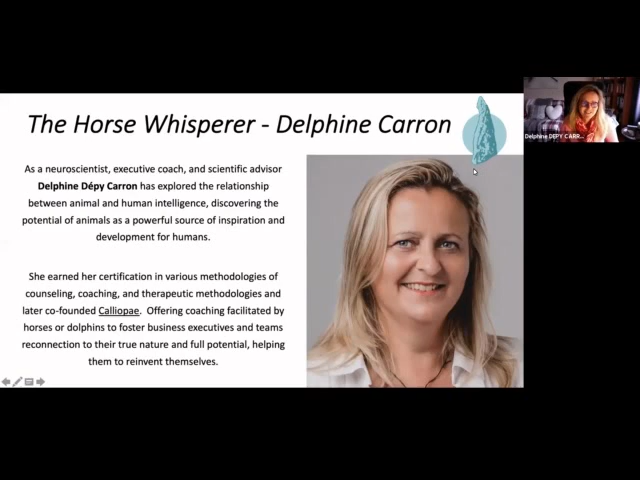 The Horse Whisperer - Delphine Carron
As a neuroscientist, executive coach, and scientific advisor
Delphine Dépy Carron has explored the relationship
between animal and human intelligence, discovering the
potential of animals as a powerful source of inspiration and
development for humans.
She earned her certification in various methodologies of
counseling, coaching, and therapeutic methodologies and
later co-founded Calliopae. Offering coaching facilitated by
horses or dolphins to foster business executives and teams
reconnection to their true nature and full potential, helping
them to reinvent themselves.
Delphine DEPY CARR...